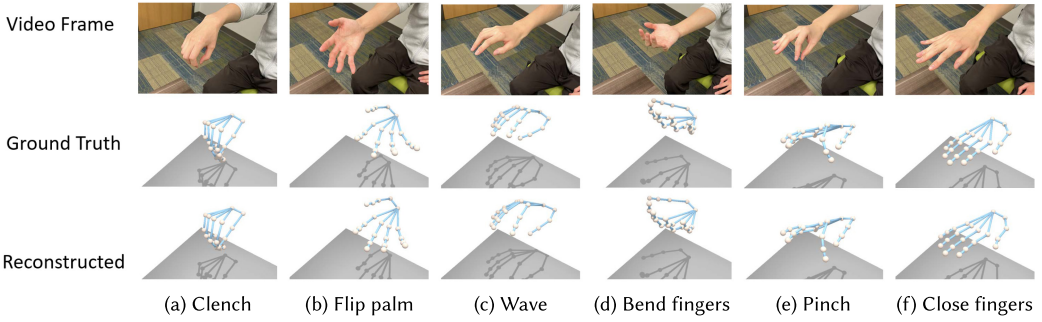 Video Frame
Ground Truth
Reconstructed
(a) Clench
(b) Flip palm
(c) Wave
(d) Bend fingers
(e) Pinch
(f) Close fingers